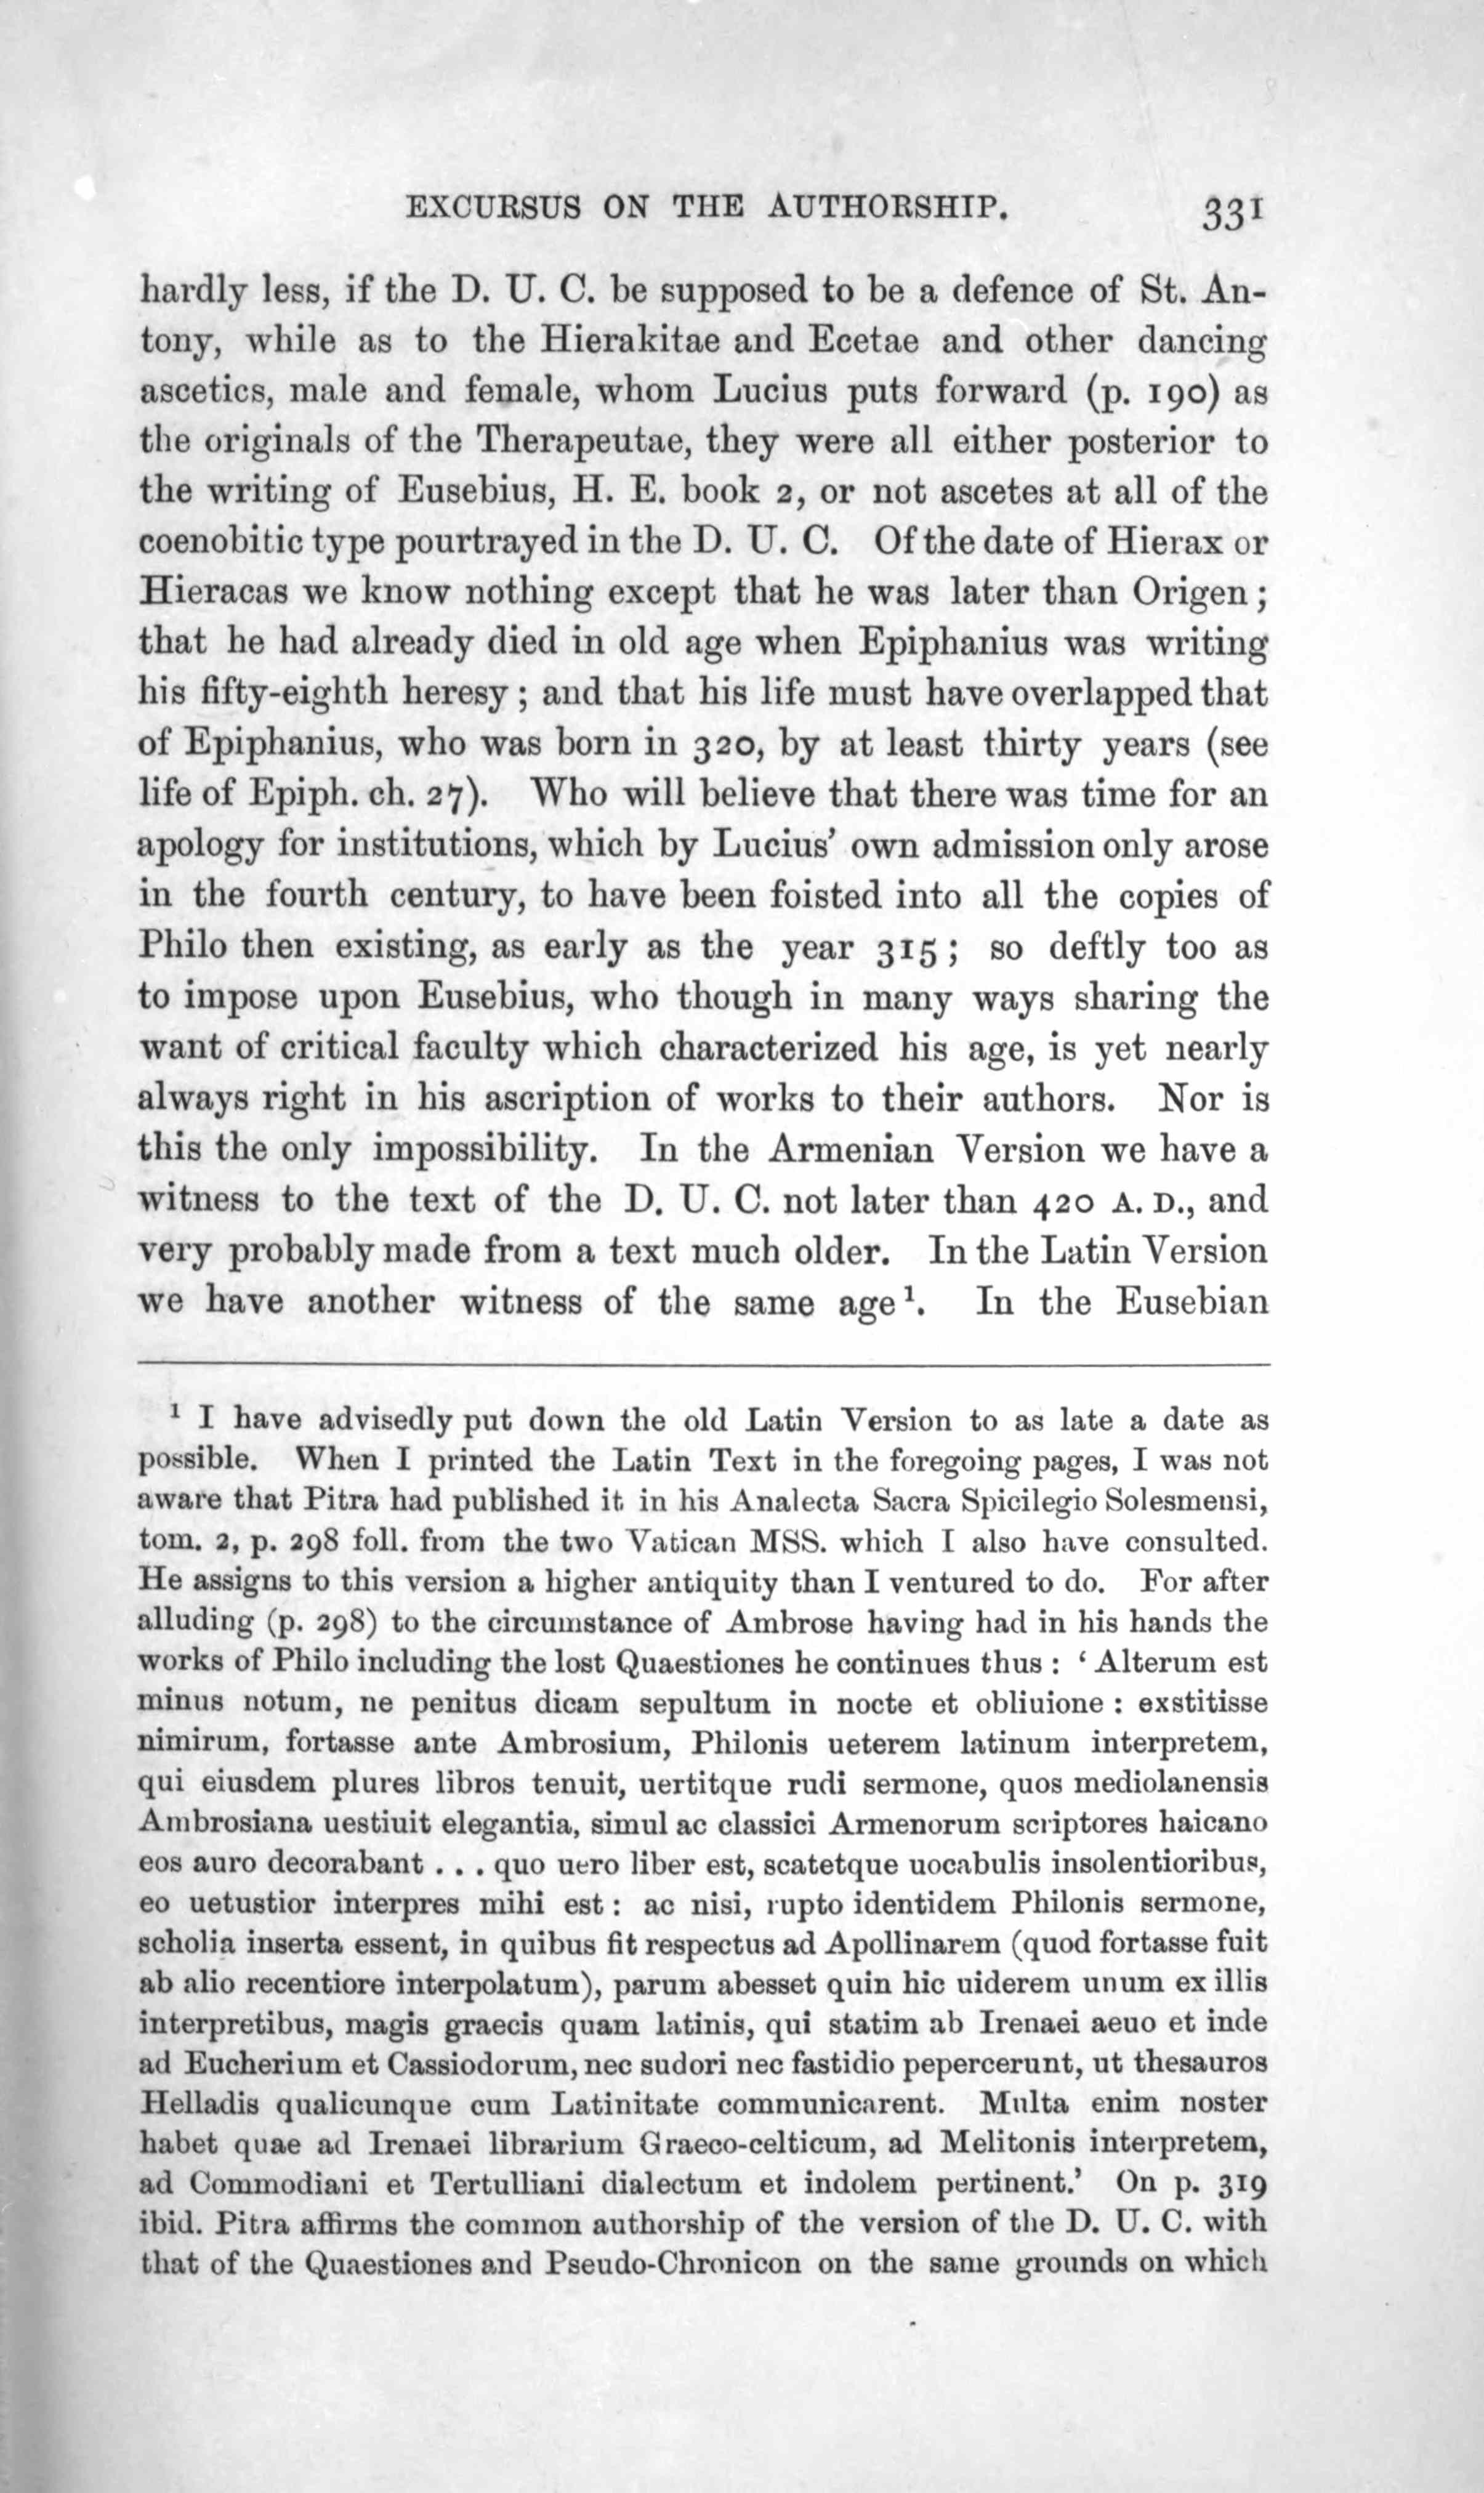 EXCURSUS ON THE AUTHORSHIP. 331
hardly less, if the D. U. C. be supposed to be a defence of St. An-
tony, while as to the Hierakitae and Ecetae and other dancing
ascetics, male and female, whom Lucius puts forward (p. 190) as
the originals of the Therapeutae, they were all either posterior to
the writing of Eusebius, H. E. book 2, or not ascetes at all of the
coenobitic type pourtrayed in the D. U. C. Of the date of Hierax or
Hieracas we know nothing except that he was later than Origen ;
that he had already died in old age when Epiphanius was writing
his fifty-eighth heresy ; and that his life must have overlapped that
of Epiphanius, who was born in 320, by at least thirty years (see
life of Epiph. ch. 27). Who will believe that there was time for an
apology for institutions, which by Lucius' own admission only arose
in the fourth century, to have been foisted into all the copies of
Philo then existing, as early as the year 315 ; so deftly too as
to impose upon Eusebius, who though in many ways sharing the
want of critical faculty which characterized his age, is yet nearly
always right in his ascription of works to their authors. Nor is
this the only impossibility. In the Armenian Version we have a
witness to the text of the D. U. C. not later than 420 A. D., and
very probably made from a text much older. In the Latin Version
we have another witness of the same age ¹. In the Eusebian
¹ I have advisedly put down the old Latin Version to as late a date as
possible. When I printed the Latin Text in the foregoing pages, I was not
aware that Pitra had published it in his Analecta Sacra Spicilegio Solesmensi,
tom. 2, p. 298 foll. from the two Vatican MSS. which I also have consulted.
He assigns to this version a higher antiquity than I ventured to do. For after
alluding (p. 298) to the circumstance of Ambrose having had in his hands the
works of Philo including the lost Quaestiones he continues thus : ‘ Alterum est
minus notum, ne penitus dicam sepultum in nocte et obliuione : exstitisse
nimirum, fortasse ante Ambrosium, Philonis ueterem latinum interpretem,
qui eiusdem plures libros tenuit, uertitque rudi sermone, quos mediolanensis
Ambrosiana uestiuit elegantia, simul ac classici Armenorum scriptores haicano
eos auro decorabant . . . quo uero liber est, scatetque uocabulis insolentioribus,
eo uetustior interpres mihi est : ac nisi, rupto identidem Philonis sermone,
scholia inserta essent, in quibus fit respectus ad Apollinarem (quod fortasse fuit
ab alio recentiore interpolatum), parum abesset quin hic uiderem unum ex illis
interpretibus, magis graecis quam latinis, qui statim ab Irenaei aeuo et inde
ad Eucherium et Cassiodorum, nec sudori nec fastidio pepercerunt, ut thesauros
Helladis qualicunque cum Latinitate communicarent. Multa enim noster
habet quae ad Irenaei librarium Graeco-celticum, ad Melitonis interpretem,
ad Commodiani et Tertulliani dialectum et indolem pertinent.’ On p. 319
ibid. Pitra affirms the common authorship of the version of the D. U. C. with
that of the Quaestiones and Pseudo-Chronicon on the same grounds on which